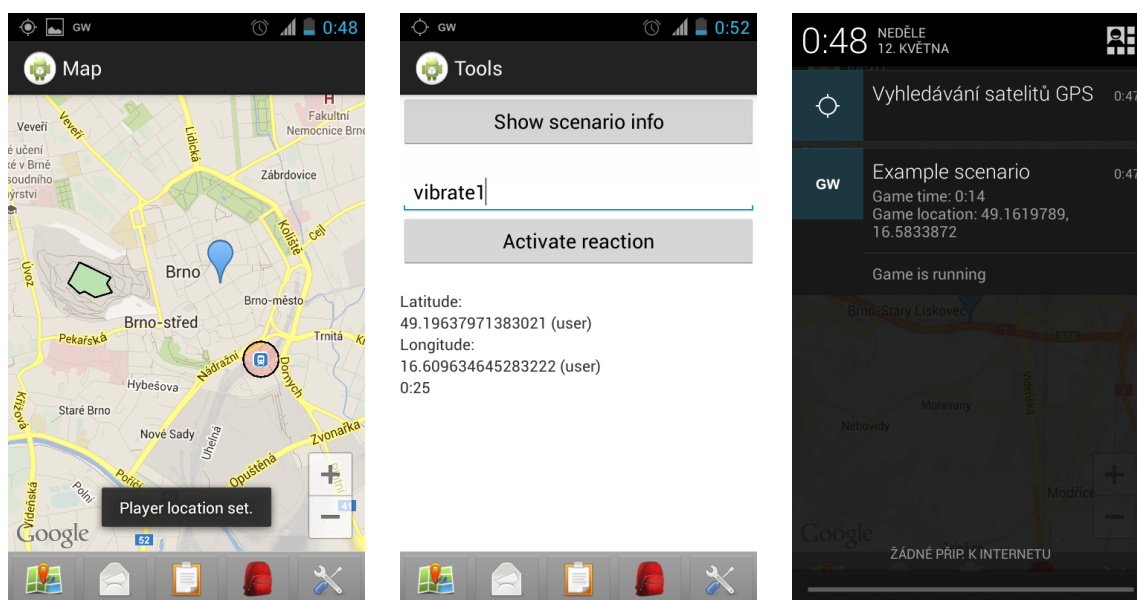 GW
0:48
Map
H
Fakultní
Nemocnice Brno
Veveří
Veveří
Lidická
é učení
ké v Brně
soudního
ýrství
Zábrdovice
Koliště
Cejl
Úvoz
Brno
Brno-město
Brno-střed
Pekařská
Trnitá
Nádražní
Dornych
Hybešova
Křížová
Staré Brno
Nové Sady
Uhelná
Zvonařka
Opuštěná
Poříčí
Polní
Vídeňská
+
Player location set.
41
−
Google
52
GW
0:52
Tools
Show scenario info
vibrate1
Activate reaction
Latitude:
49.19637971383021 (user)
Longitude:
16.609634645283222 (user)
0:25
0:48
NEDĚLE
12. KVĚTNA
Vyhledávání satelitů GPS
0:47
GW
Example scenario
0:47
Game time: 0:14
Game location: 49.1619789,
16.5833872
Game is running
Brno-Starý Lískovec
E50
Vídeňská
Moravany
Nebovidy
+
Modřice
−
Google
ŽÁDNÉ PŘIP. K INTERNETU